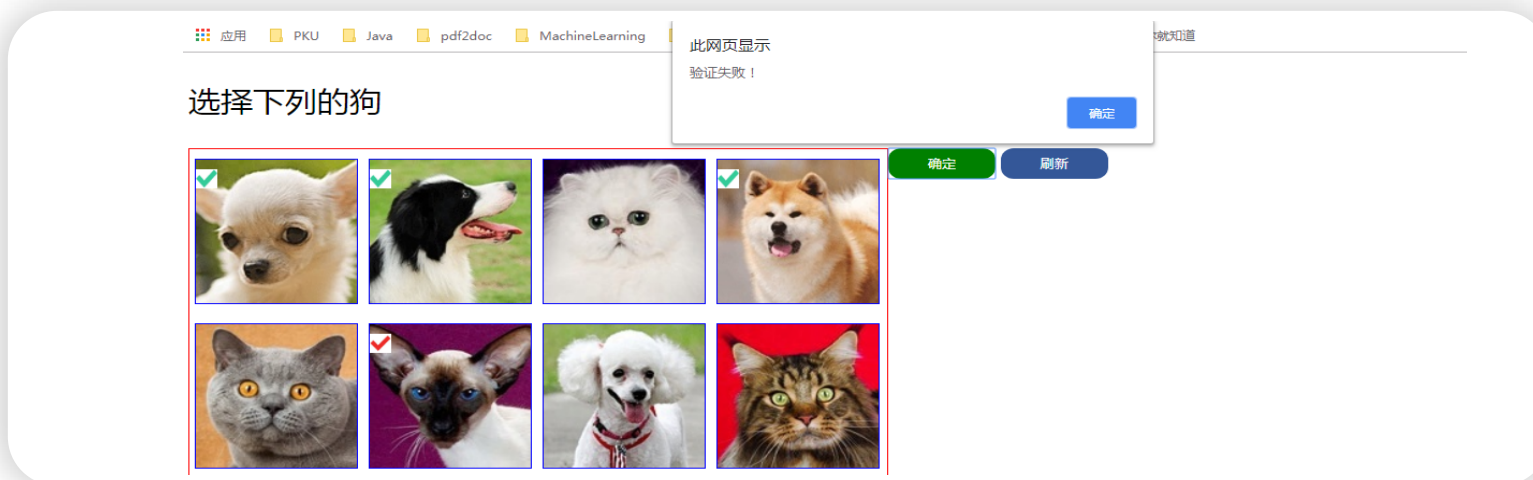 应用 PKU Java pdf2doc MachineLearning
就知道
此网页显示
验证失败！
确定
选择下列的狗
确定 刷新